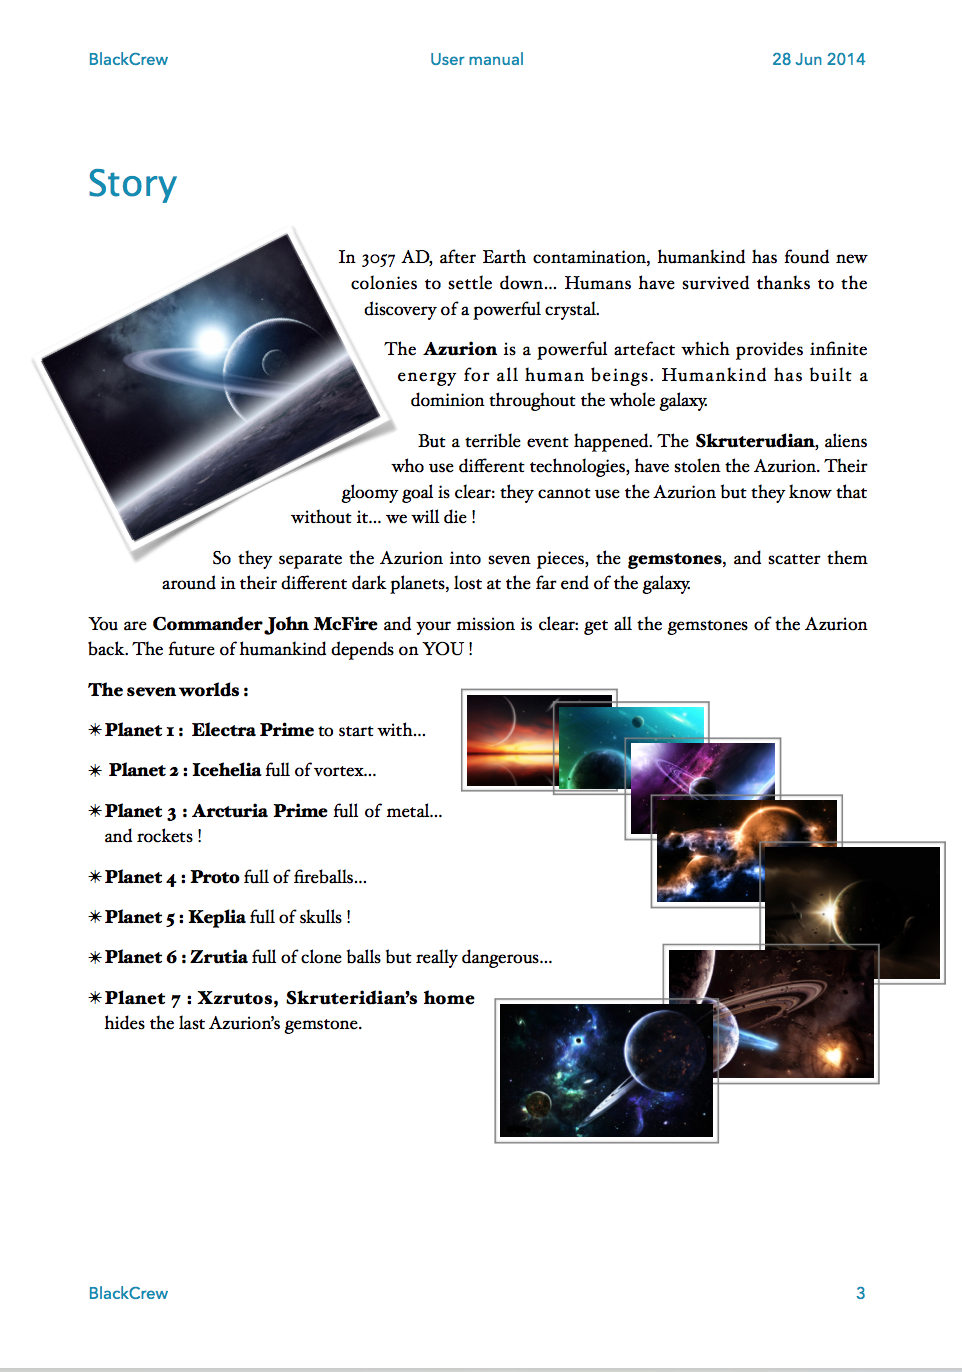 BlackCrew User manual 28 Jun 2014
Story
In 3057 AD, after Earth contamination, humankind has found new
colonies to settle down... Humans have survived thanks to the
discovery of a powerful crystal.
The Azurion is a powerful artefact which provides infinite
energy for all human beings. Humankind has built a
dominion throughout the whole galaxy.
But a terrible event happened. The Skruterudian, aliens
who use different technologies, have stolen the Azurion. Their
gloomy goal is clear: they cannot use the Azurion but they know that
without it... we will die !
So they separate the Azurion into seven pieces, the gemstones, and scatter them
around in their different dark planets, lost at the far end of the galaxy.
You are Commander John McFire and your mission is clear: get all the gemstones of the Azurion
back. The future of humankind depends on YOU !
The seven worlds :
✴ Planet 1 : Electra Prime to start with...
✴ Planet 2 : Icehelia full of vortex...
✴ Planet 3 : Arcturia Prime full of metal...
and rockets !
✴ Planet 4 : Proto full of fireballs...
✴ Planet 5 : Keplia full of skulls !
✴ Planet 6 : Zrutia full of clone balls but really dangerous...
✴ Planet 7 : Xzrutos, Skruteridian's home
hides the last Azurion's gemstone.
BlackCrew 3